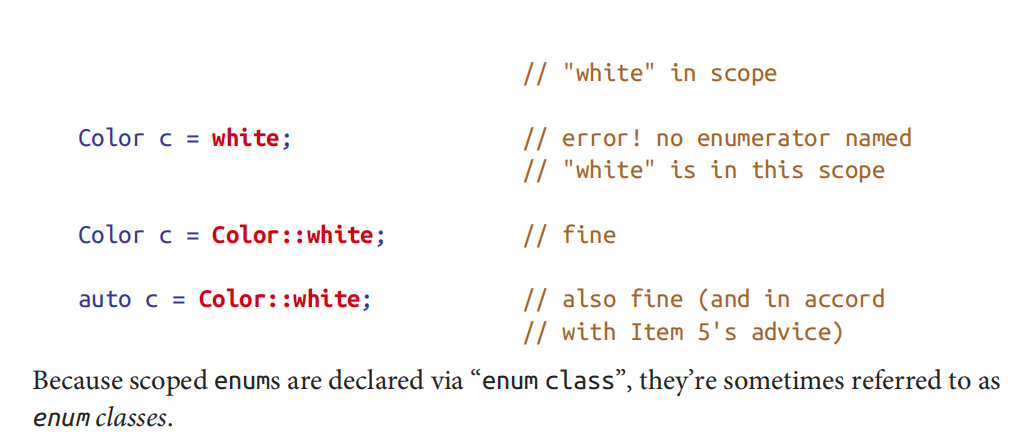 // "white" in scope
Color c = white; // error! no enumerator named
// "white" is in this scope
Color c = Color::white; // fine
auto c = Color::white; // also fine (and in accord
// with Item 5's advice)
Because scoped enums are declared via “enum class”, they’re sometimes referred to as
enum classes.